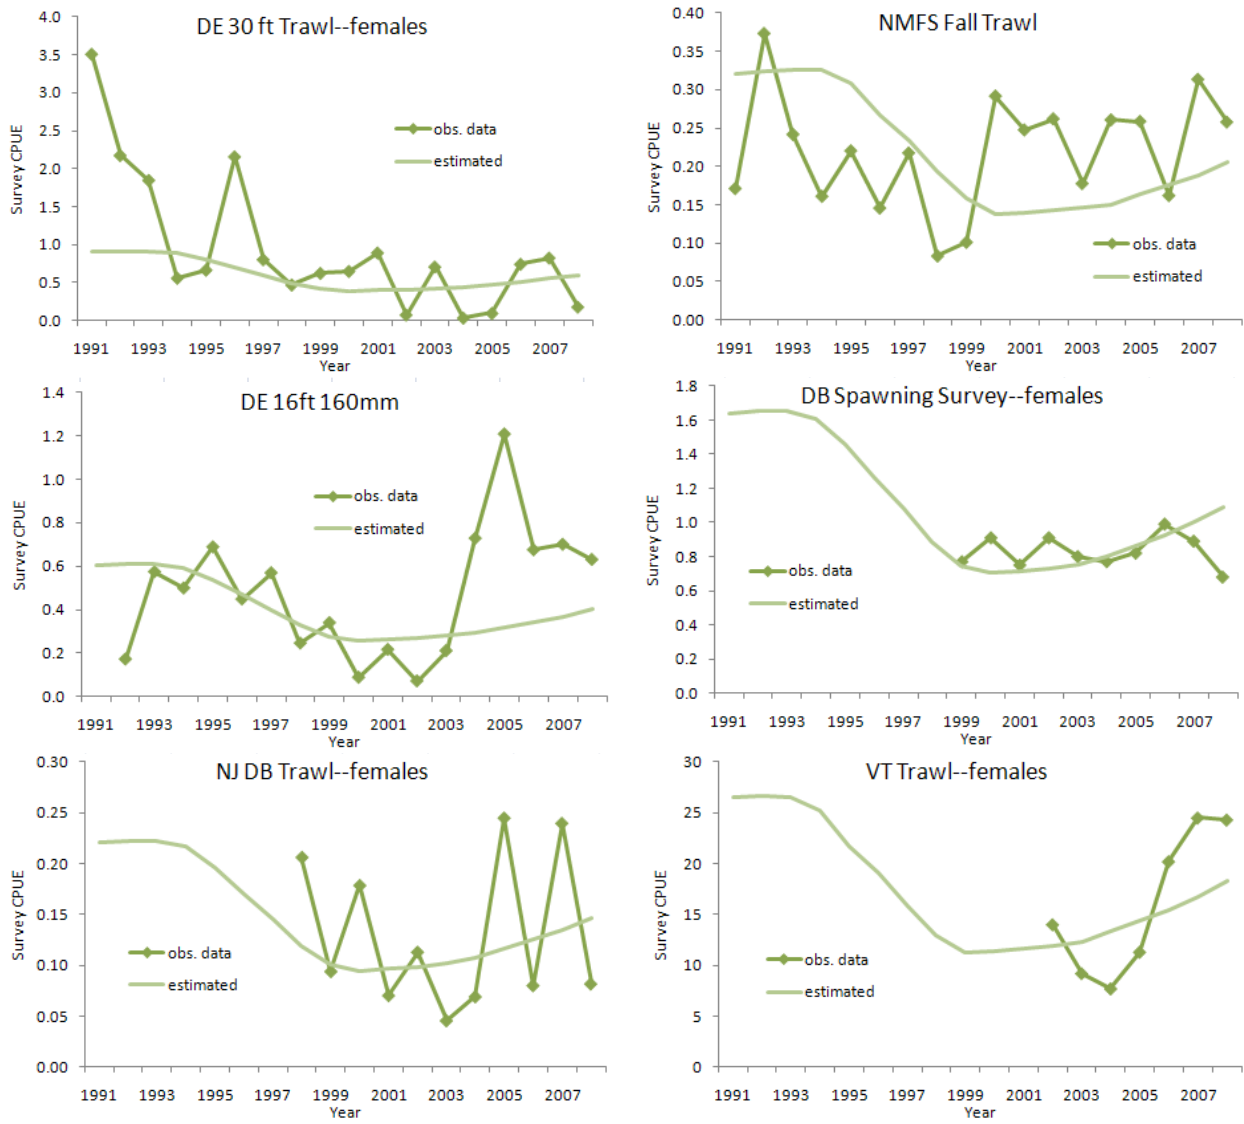 DE 30 ft Trawl--females
4.0
3.5
3.0
2.5
2.0
1.5
1.0
0.5
0.0
Survey CPUE
obs. data
estimated
1991 1993 1995 1997 1999 2001 2003 2005 2007
Year
NMFS Fall Trawl
0.40
0.35
0.30
0.25
0.20
0.15
0.10
0.05
0.00
Survey CPUE
obs. data
estimated
1991 1993 1995 1997 1999 2001 2003 2005 2007
Year
DE 16ft 160mm
1.4
1.2
1.0
0.8
0.6
0.4
0.2
0.0
Survey CPUE
obs. data
estimated
1991 1993 1995 1997 1999 2001 2003 2005 2007
Year
DB Spawning Survey--females
1.8
1.6
1.4
1.2
1.0
0.8
0.6
0.4
0.2
0.0
Survey CPUE
obs. data
estimated
1991 1993 1995 1997 1999 2001 2003 2005 2007
Year
NJ DB Trawl--females
0.30
0.25
0.20
0.15
0.10
0.05
0.00
Survey CPUE
obs. data
estimated
1991 1993 1995 1997 1999 2001 2003 2005 2007
Year
VT Trawl--females
30
25
20
15
10
5
0
Survey CPUE
obs. data
estimated
1991 1993 1995 1997 1999 2001 2003 2005 2007
Year